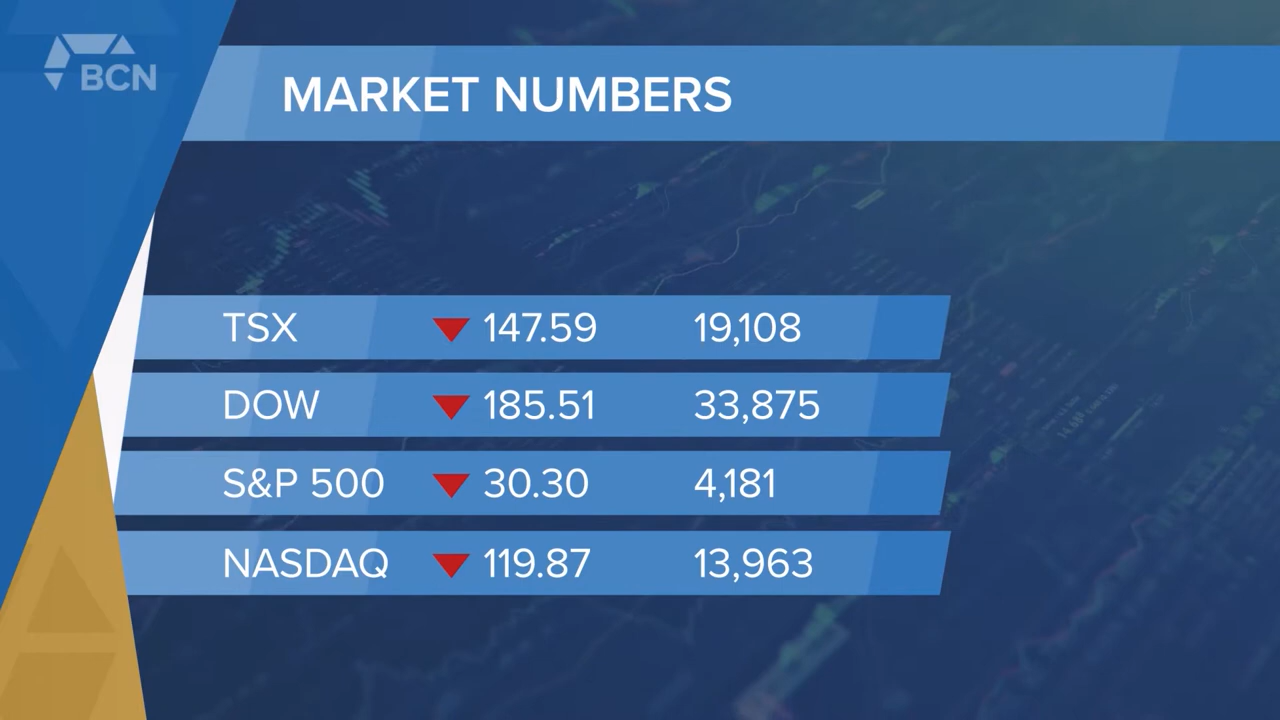 BCN
MARKET NUMBERS
TSX ▼ 147.59 19,108
DOW ▼ 185.51 33,875
S&P 500 ▼ 30.30 4,181
NASDAQ ▼ 119.87 13,963